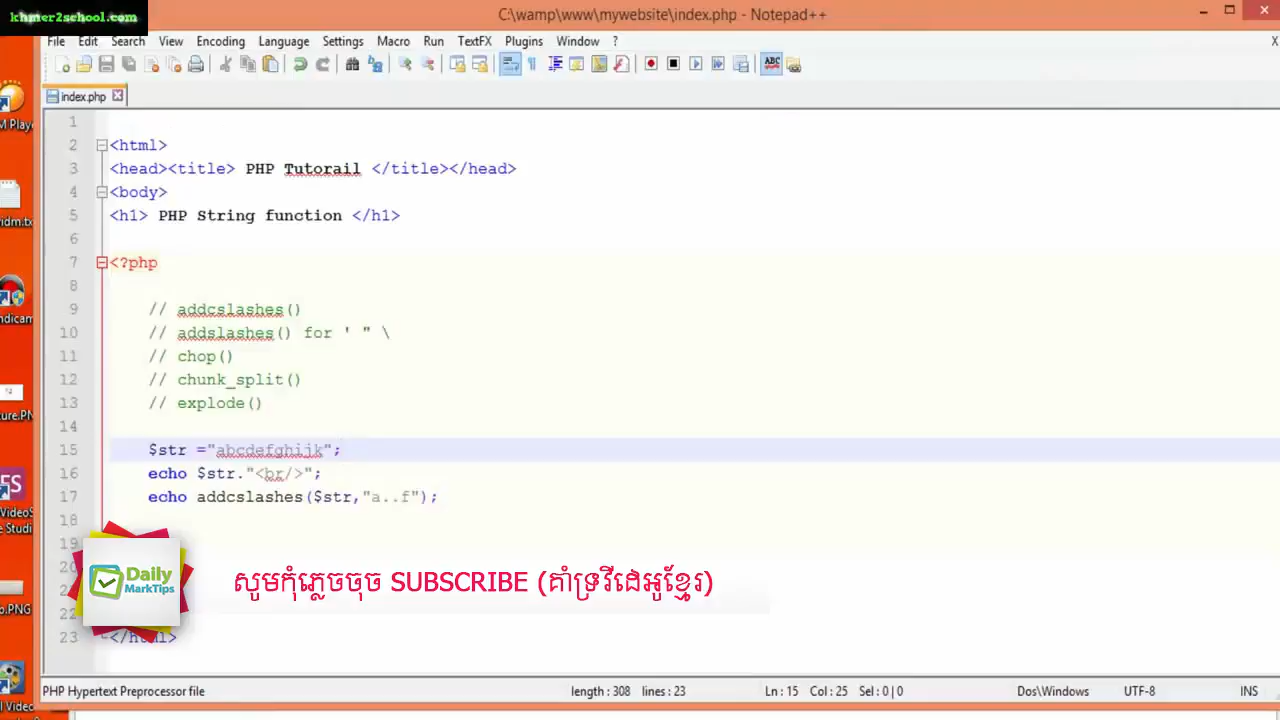 khmer2school.com
C:\wamp\www\mywebsite\index.php - Notepad++
File Edit Search View Encoding Language Settings Macro Run TextFX Plugins Window ? X
index.php
1
2 <html>
3 <head><title> PHP Tutorail </title></head>
4 <body>
5 <h1> PHP String function </h1>
6
7 <?php
8
9 // addcslashes()
10 // addslashes() for ' " \
11 // chop()
12 // chunk_split()
13 // explode()
14
15 $str ="abcdefghijk";
16 echo $str."<br/>";
17 echo addcslashes($str,"a..f");
18
19
20
22
23 </html>
Daily
MarkTips
សូមកុំភ្លេចចុច SUBSCRIBE (គាំទ្រវីដេអូខ្មែរ)
PHP Hypertext Preprocessor file length : 308 lines : 23 Ln : 15 Col : 25 Sel : 0 | 0 Dos\Windows UTF-8 INS